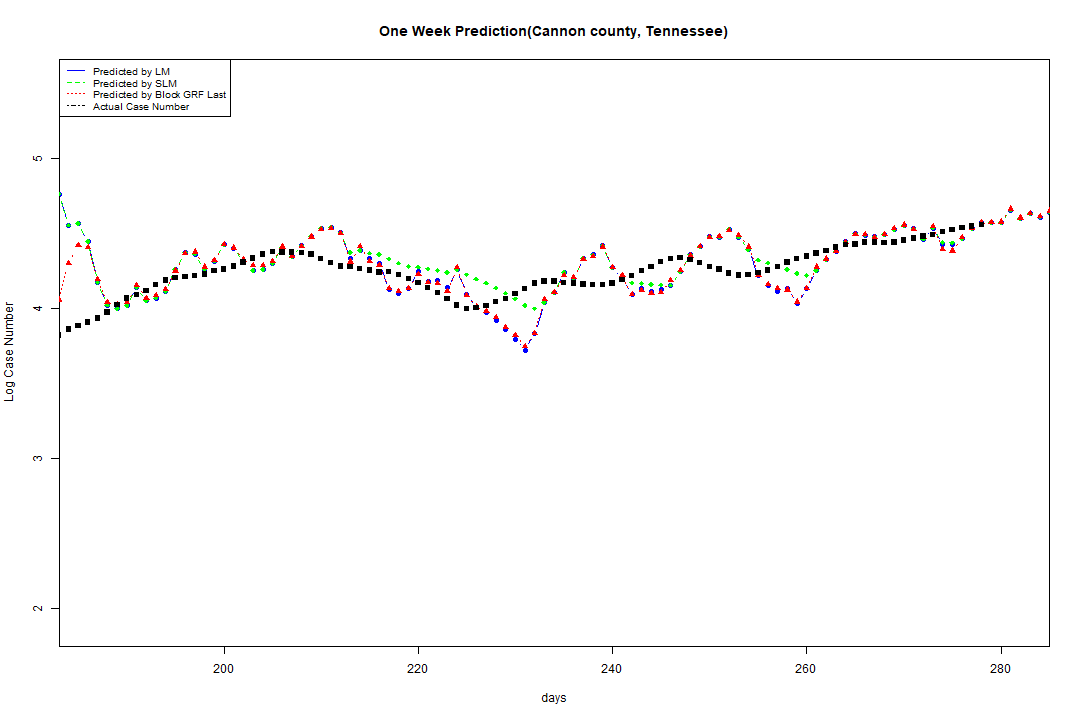 One Week Prediction(Cannon county, Tennessee)
Predicted by LM
Predicted by SLM
Predicted by Block GRF Last
Actual Case Number
5
4
3
2
Log Case Number
200 220 240 260 280
days